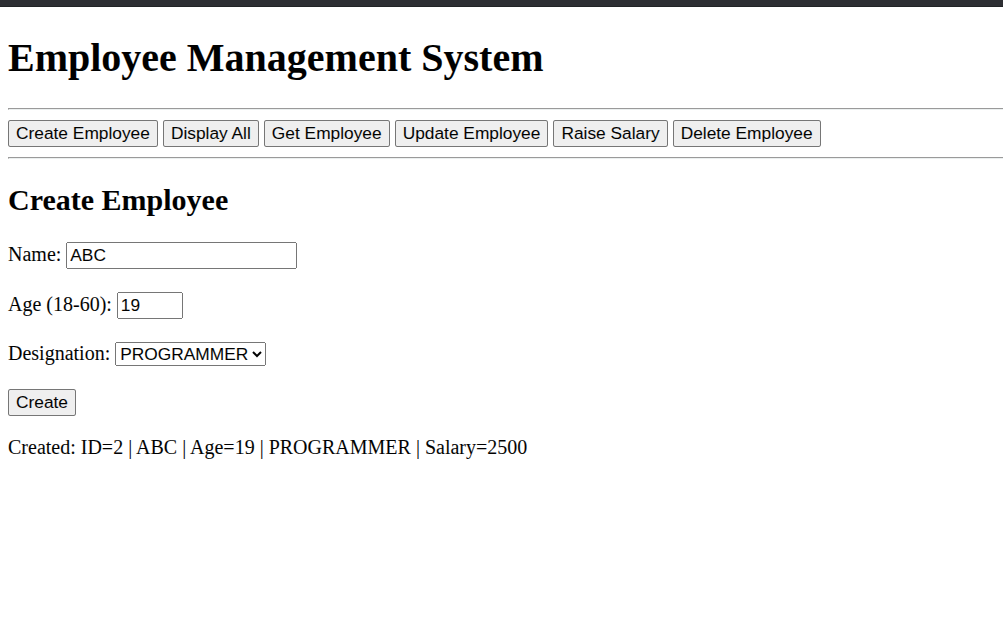 Employee Management System
Create Employee Display All Get Employee Update Employee Raise Salary Delete Employee
Create Employee
Name: ABC
Age (18-60): 19
Designation: PROGRAMMER
Create
Created: ID=2 | ABC | Age=19 | PROGRAMMER | Salary=2500